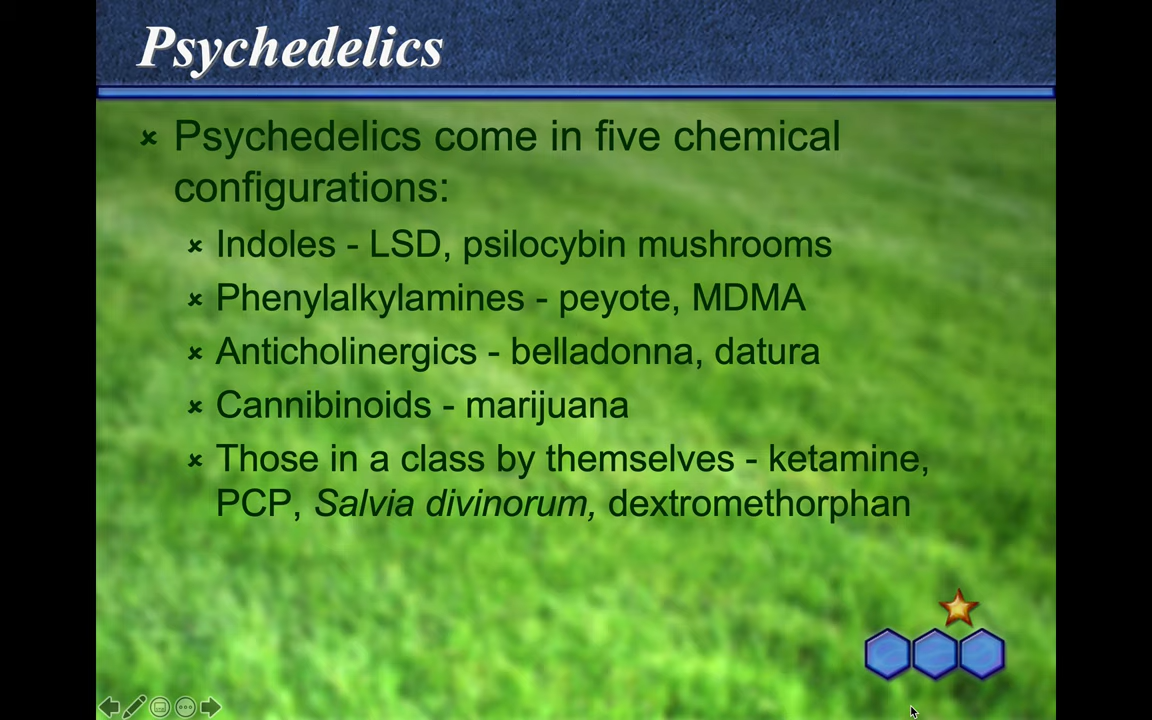 Psychedelics
Psychedelics come in five chemical
configurations:
Indoles - LSD, psilocybin mushrooms
Phenylalkylamines - peyote, MDMA
Anticholinergics - belladonna, datura
Cannibinoids - marijuana
Those in a class by themselves - ketamine,
PCP, Salvia divinorum, dextromethorphan